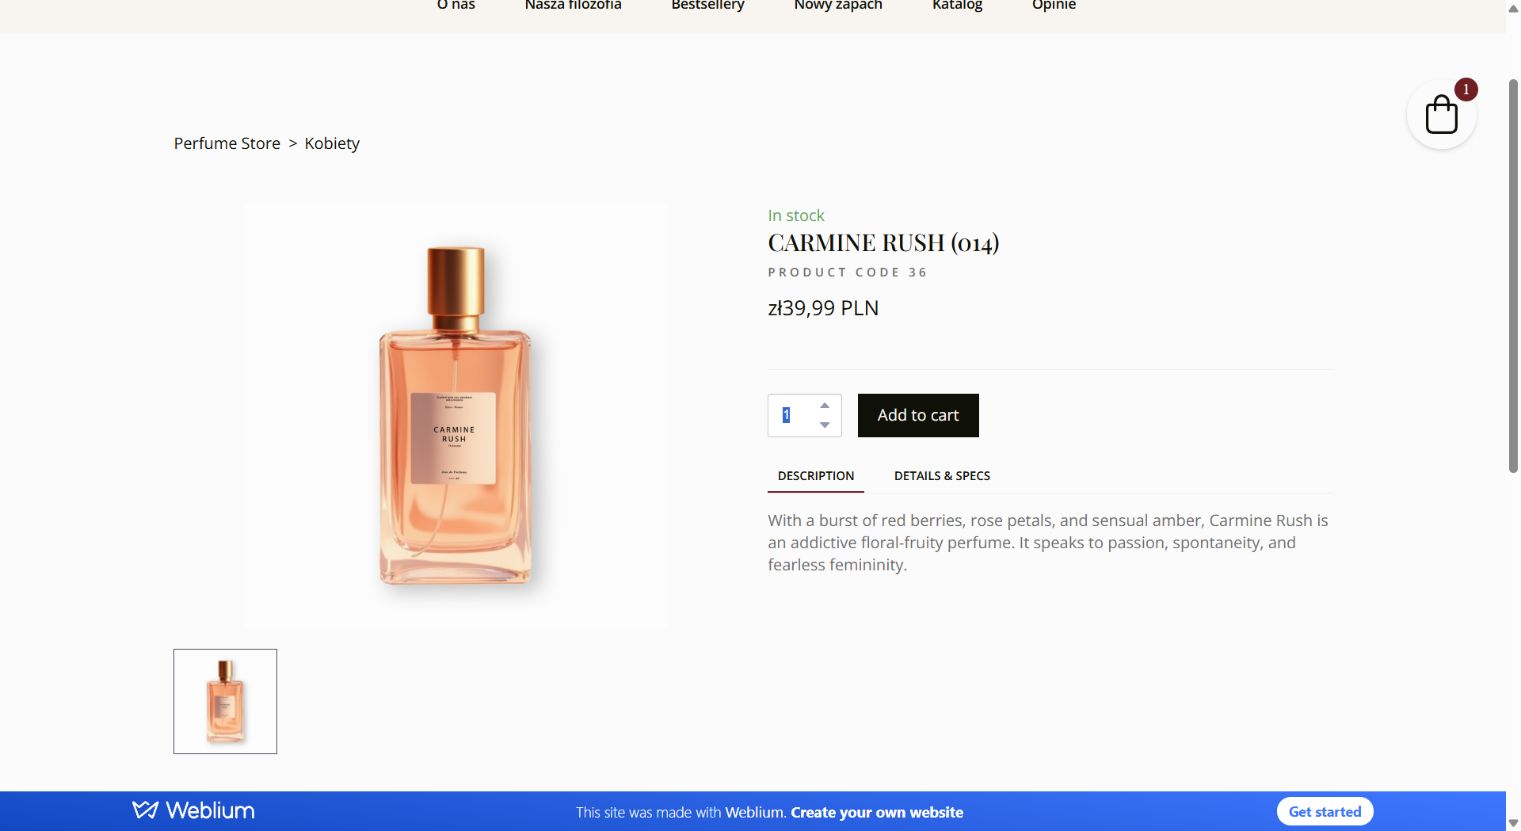 O nas Nasza filozofia Bestsellery Nowy zapach Katalog Opinie
1
Perfume Store > Kobiety
In stock
CARMINE RUSH (014)
PRODUCT CODE 36
zł39,99 PLN
1
Add to cart
DESCRIPTION DETAILS & SPECS
With a burst of red berries, rose petals, and sensual amber, Carmine Rush is
an addictive floral-fruity perfume. It speaks to passion, spontaneity, and
fearless femininity.
CARMINE
RUSH
Weblium
This site was made with Weblium. Create your own website
Get started